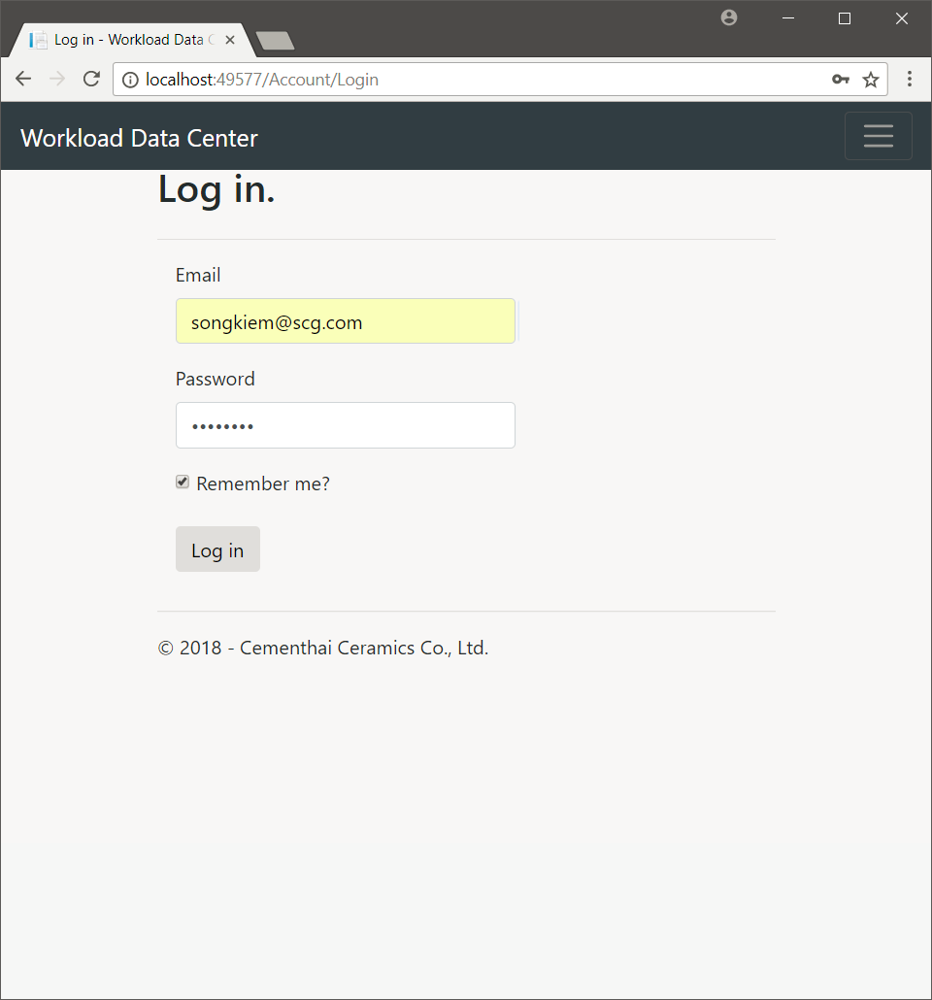 Log in - Workload Data C
localhost:49577/Account/Login
Workload Data Center
Log in.
Email
songkiem@scg.com
Password
••••••••
Remember me?
Log in
© 2018 - Cementhai Ceramics Co., Ltd.